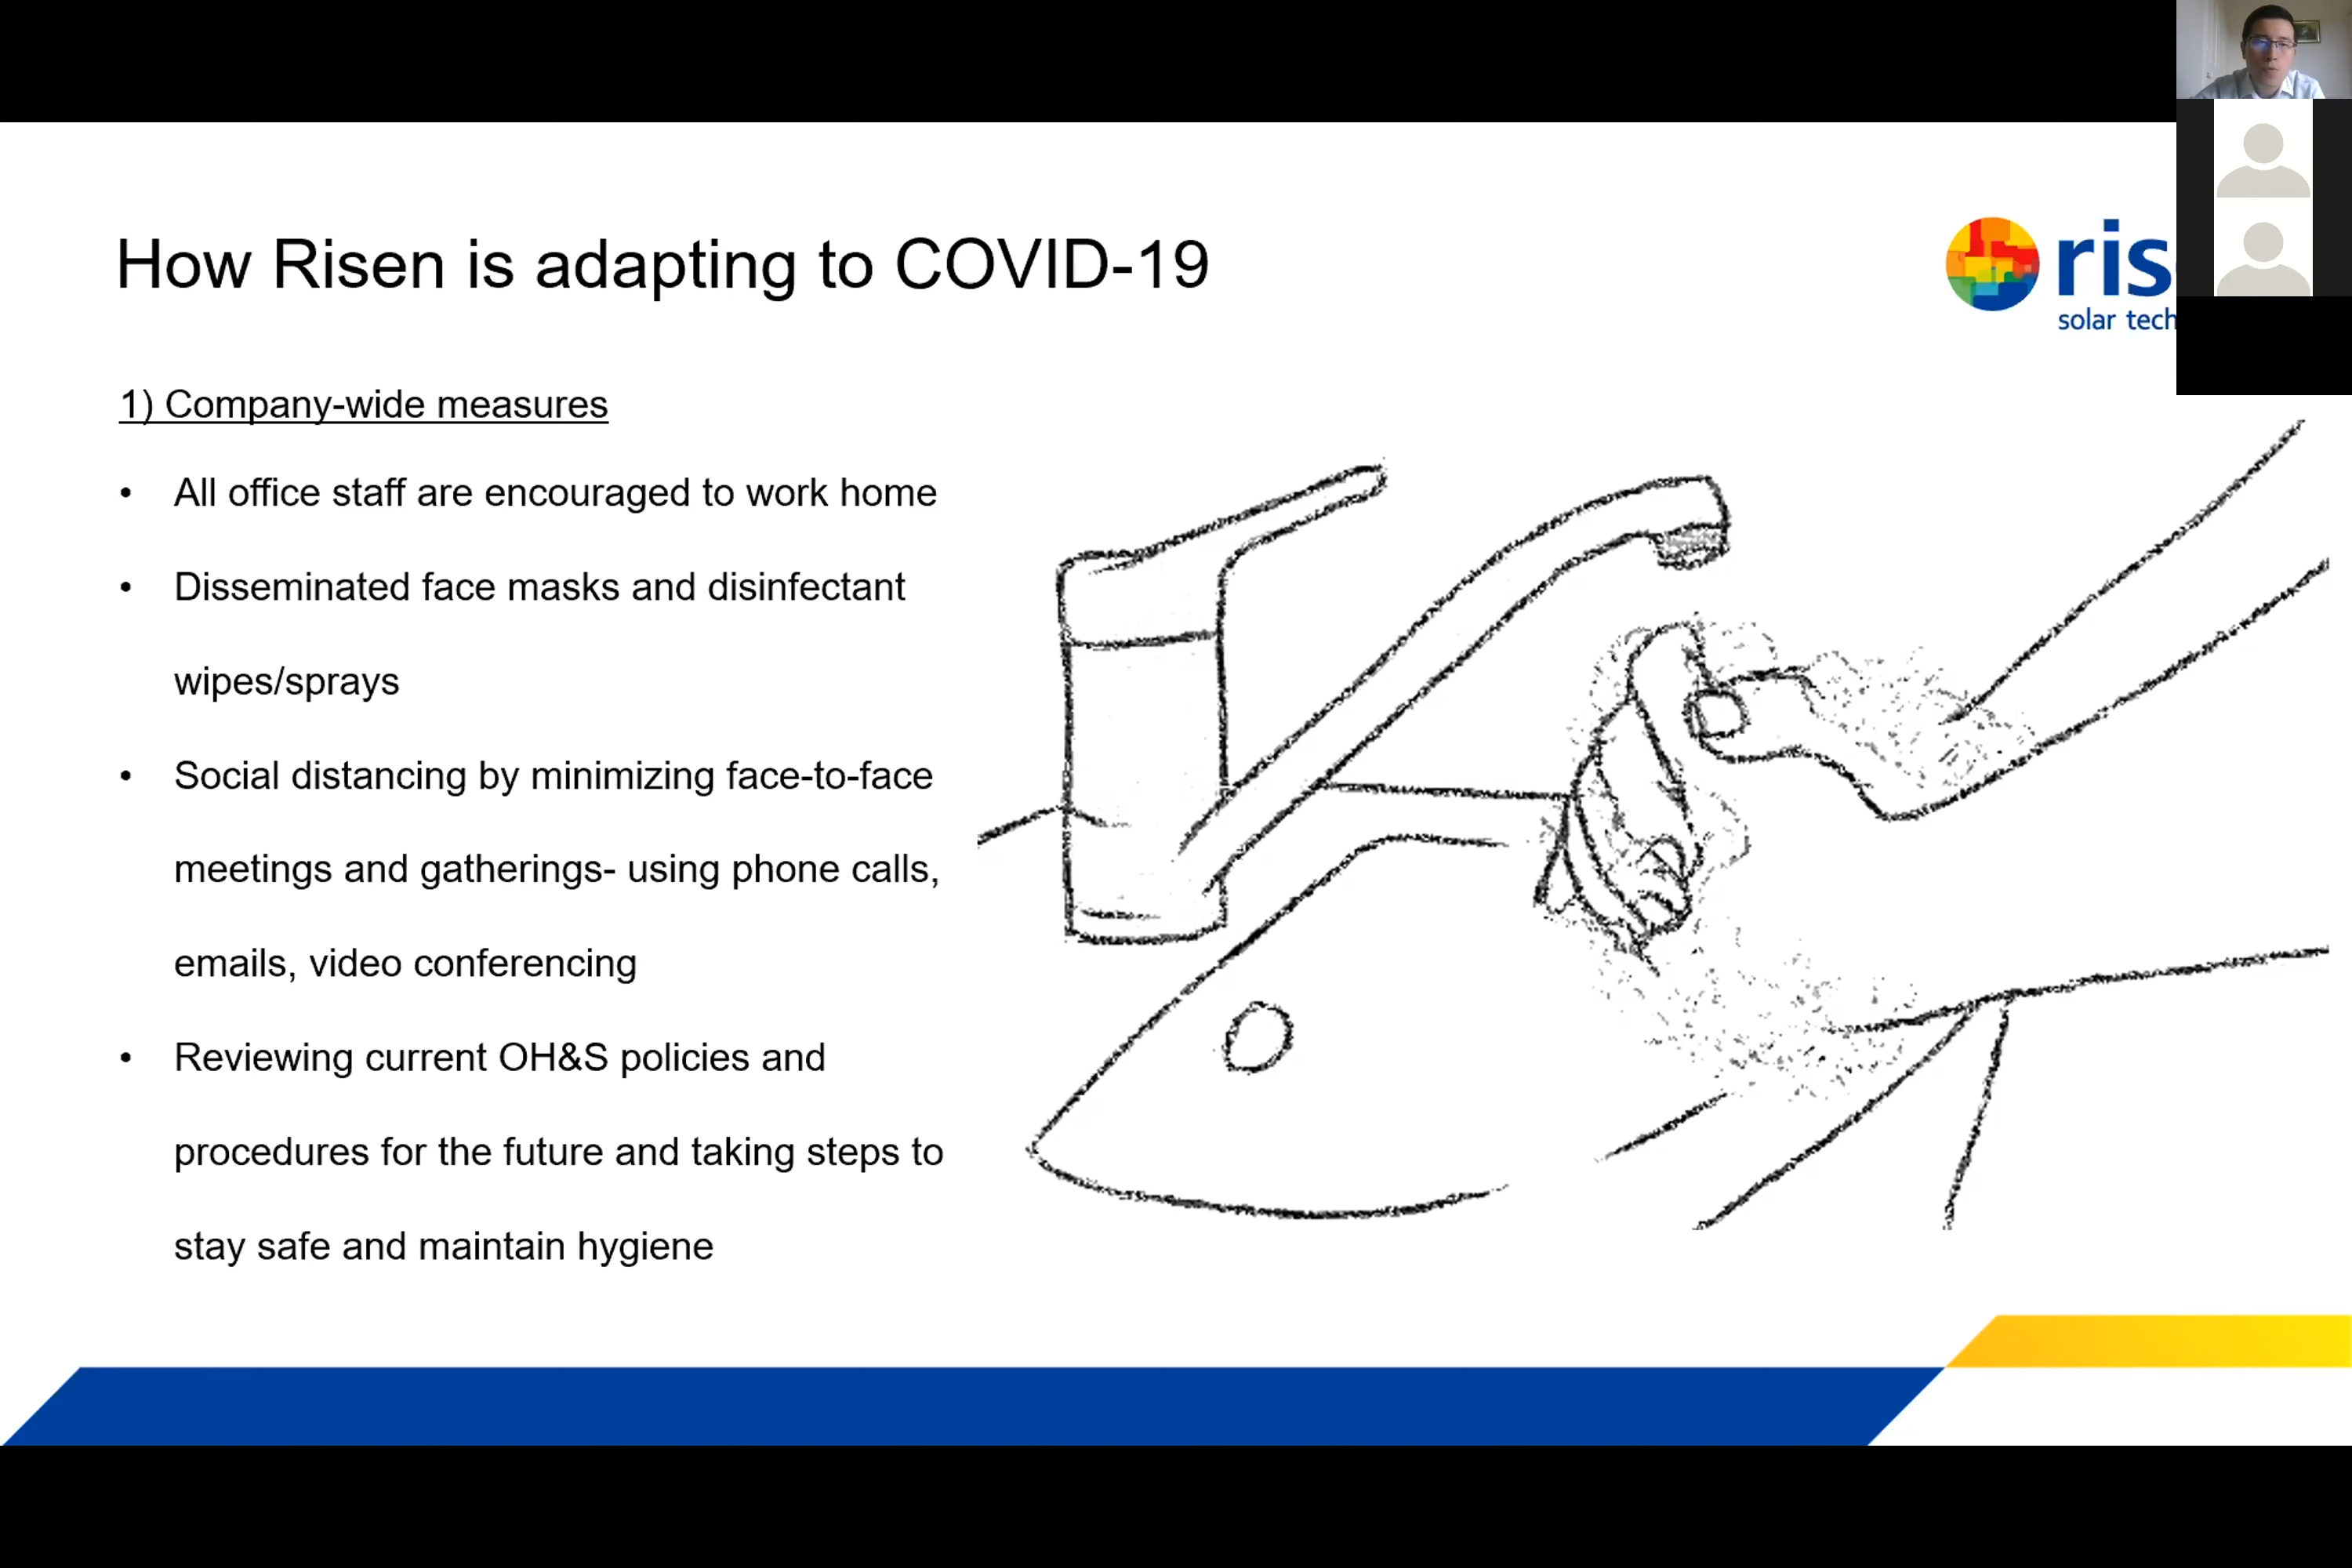 How Risen is adapting to COVID-19
ris
solar tech
1) Company-wide measures
• All office staff are encouraged to work home
• Disseminated face masks and disinfectant
wipes/sprays
• Social distancing by minimizing face-to-face
meetings and gatherings- using phone calls,
emails, video conferencing
• Reviewing current OH&S policies and
procedures for the future and taking steps to
stay safe and maintain hygiene